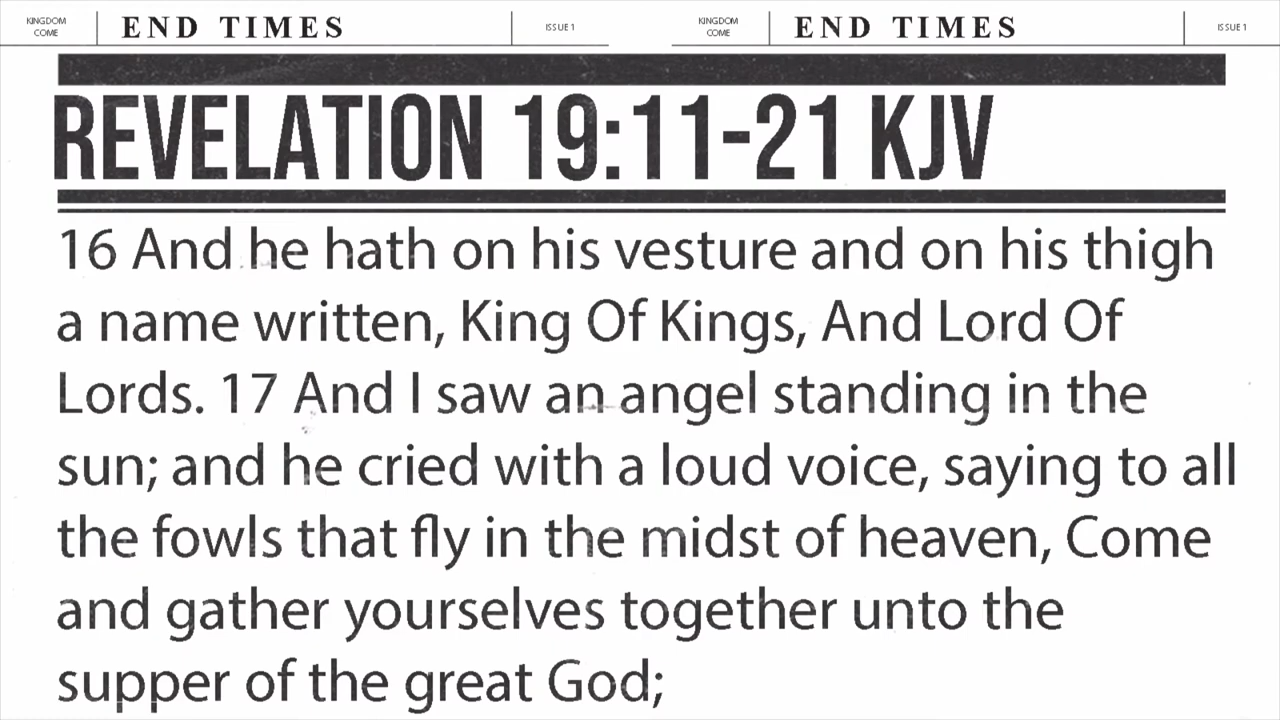 KINGDOM
COME
END TIMES
ISSUE 1
KINGDOM
COME
END TIMES
ISSUE 1
REVELATION 19:11-21 KJV
16 And he hath on his vesture and on his thigh
a name written, King Of Kings, And Lord Of
Lords. 17 And I saw an angel standing in the
sun; and he cried with a loud voice, saying to all
the fowls that fly in the midst of heaven, Come
and gather yourselves together unto the
supper of the great God;